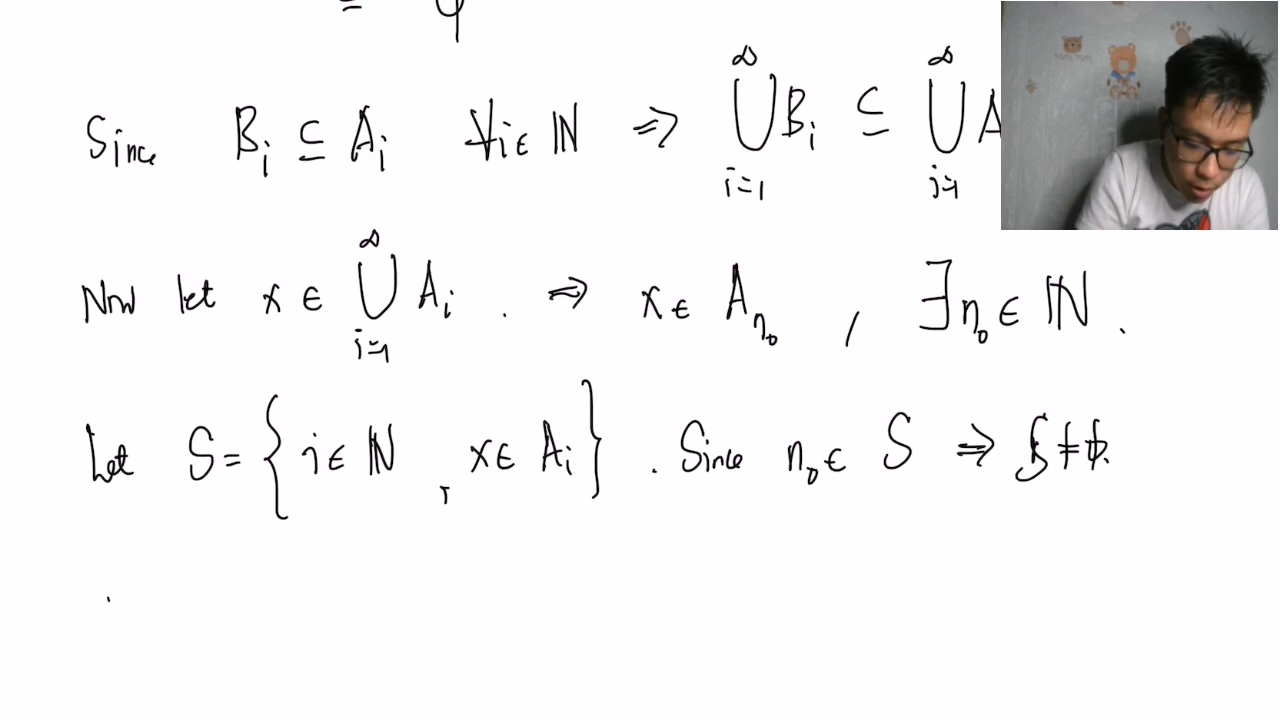 = φ
Since B_i ⊆ A_i ∀i ∈ ℕ ⇒ ⋃_{i=1}^∞ B_i ⊆ ⋃_{i=1}^∞ A
Now let x ∈ ⋃_{i=1}^∞ A_i . ⇒ x ∈ A_{n_0} , ∃ n_0 ∈ ℕ .
Let S = { i ∈ ℕ , x ∈ A_i } . Since n_0 ∈ S ⇒ S ≠ φ.